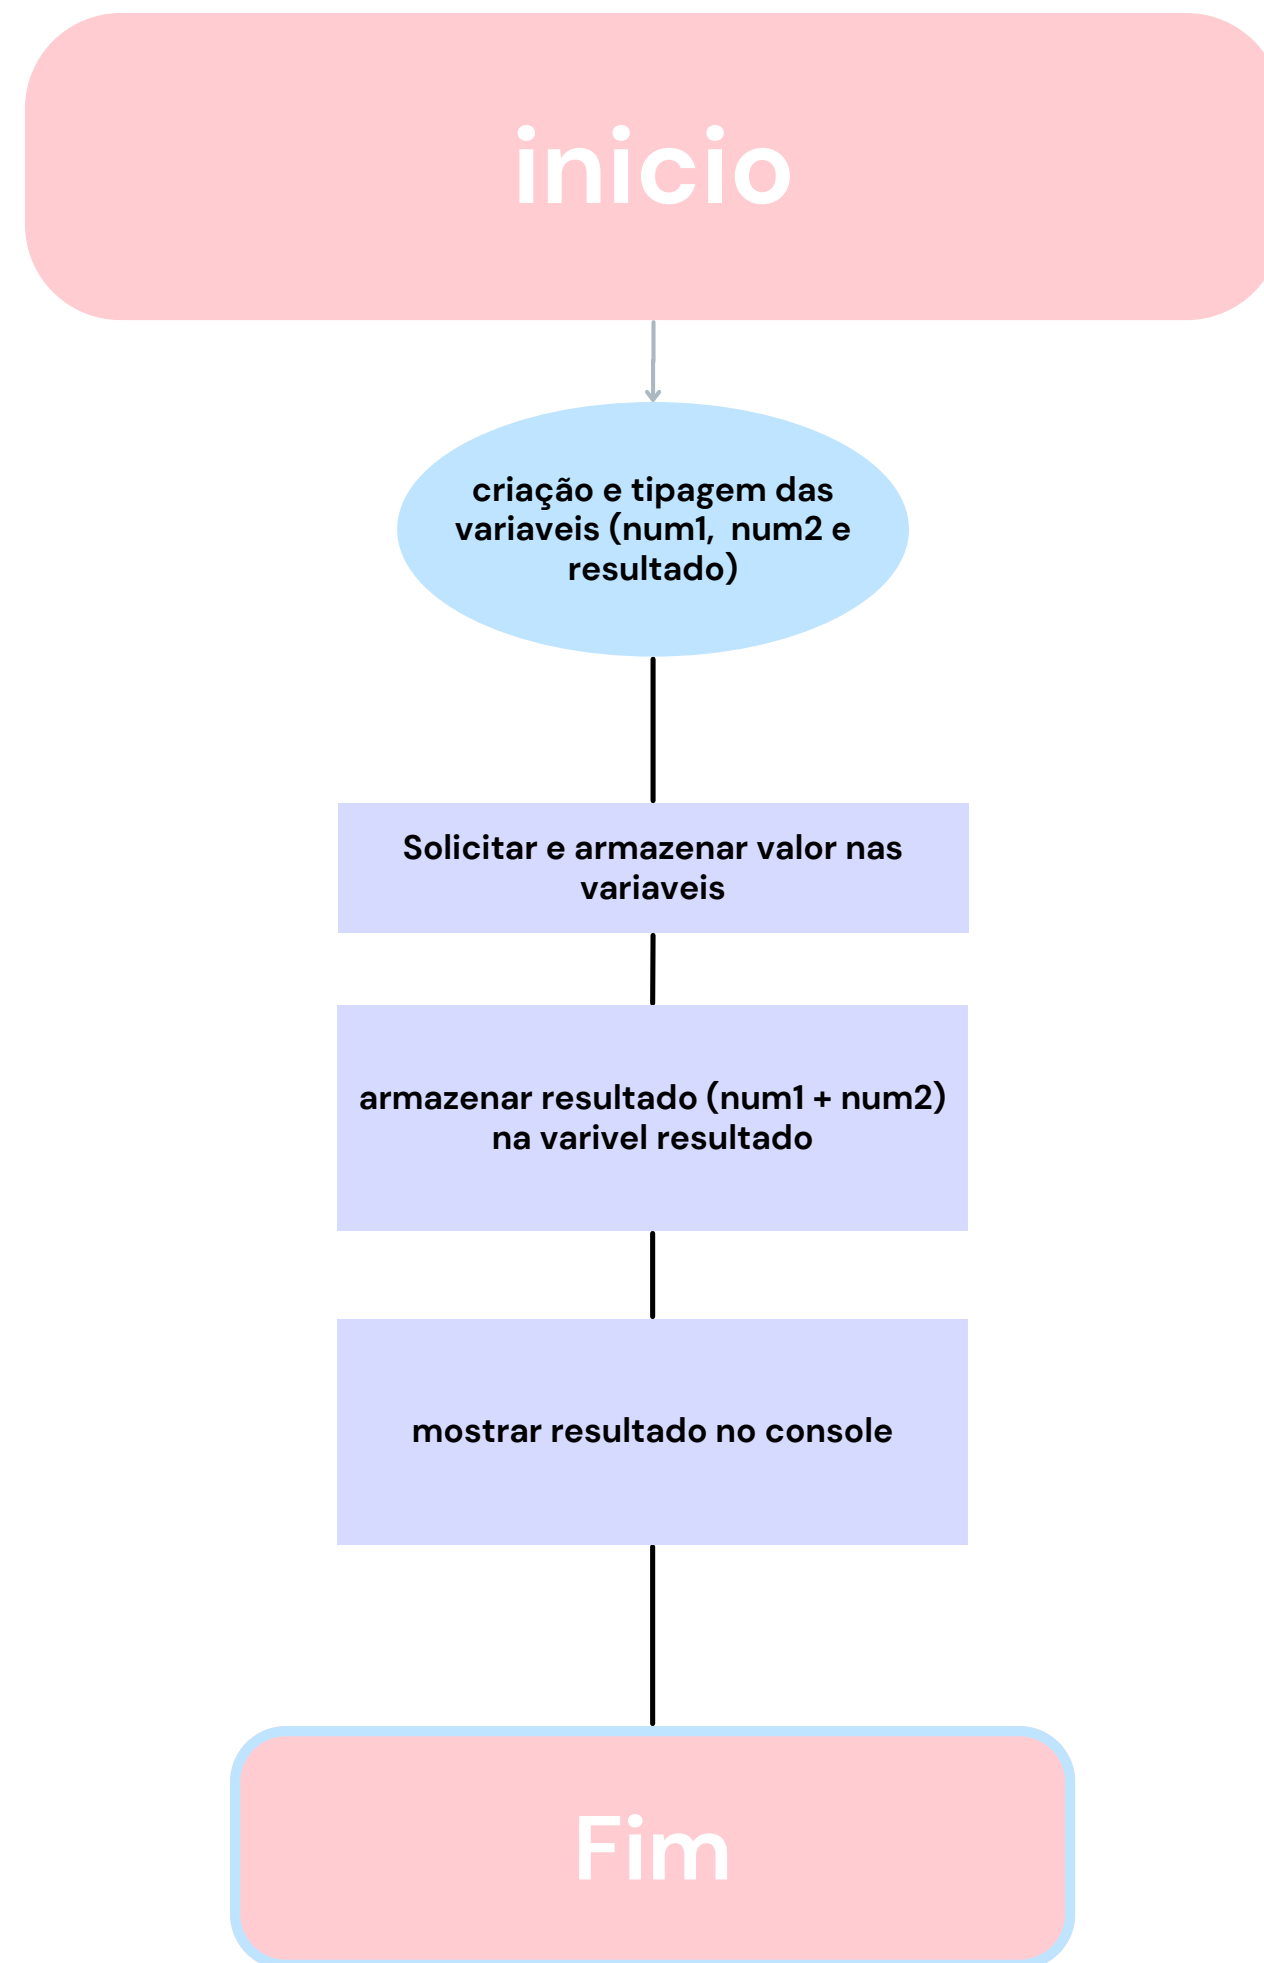 inicio
criação e tipagem das
variaveis (num1, num2 e
resultado)
Solicitar e armazenar valor nas
variaveis
armazenar resultado (num1 + num2)
na varivel resultado
mostrar resultado no console
Fim